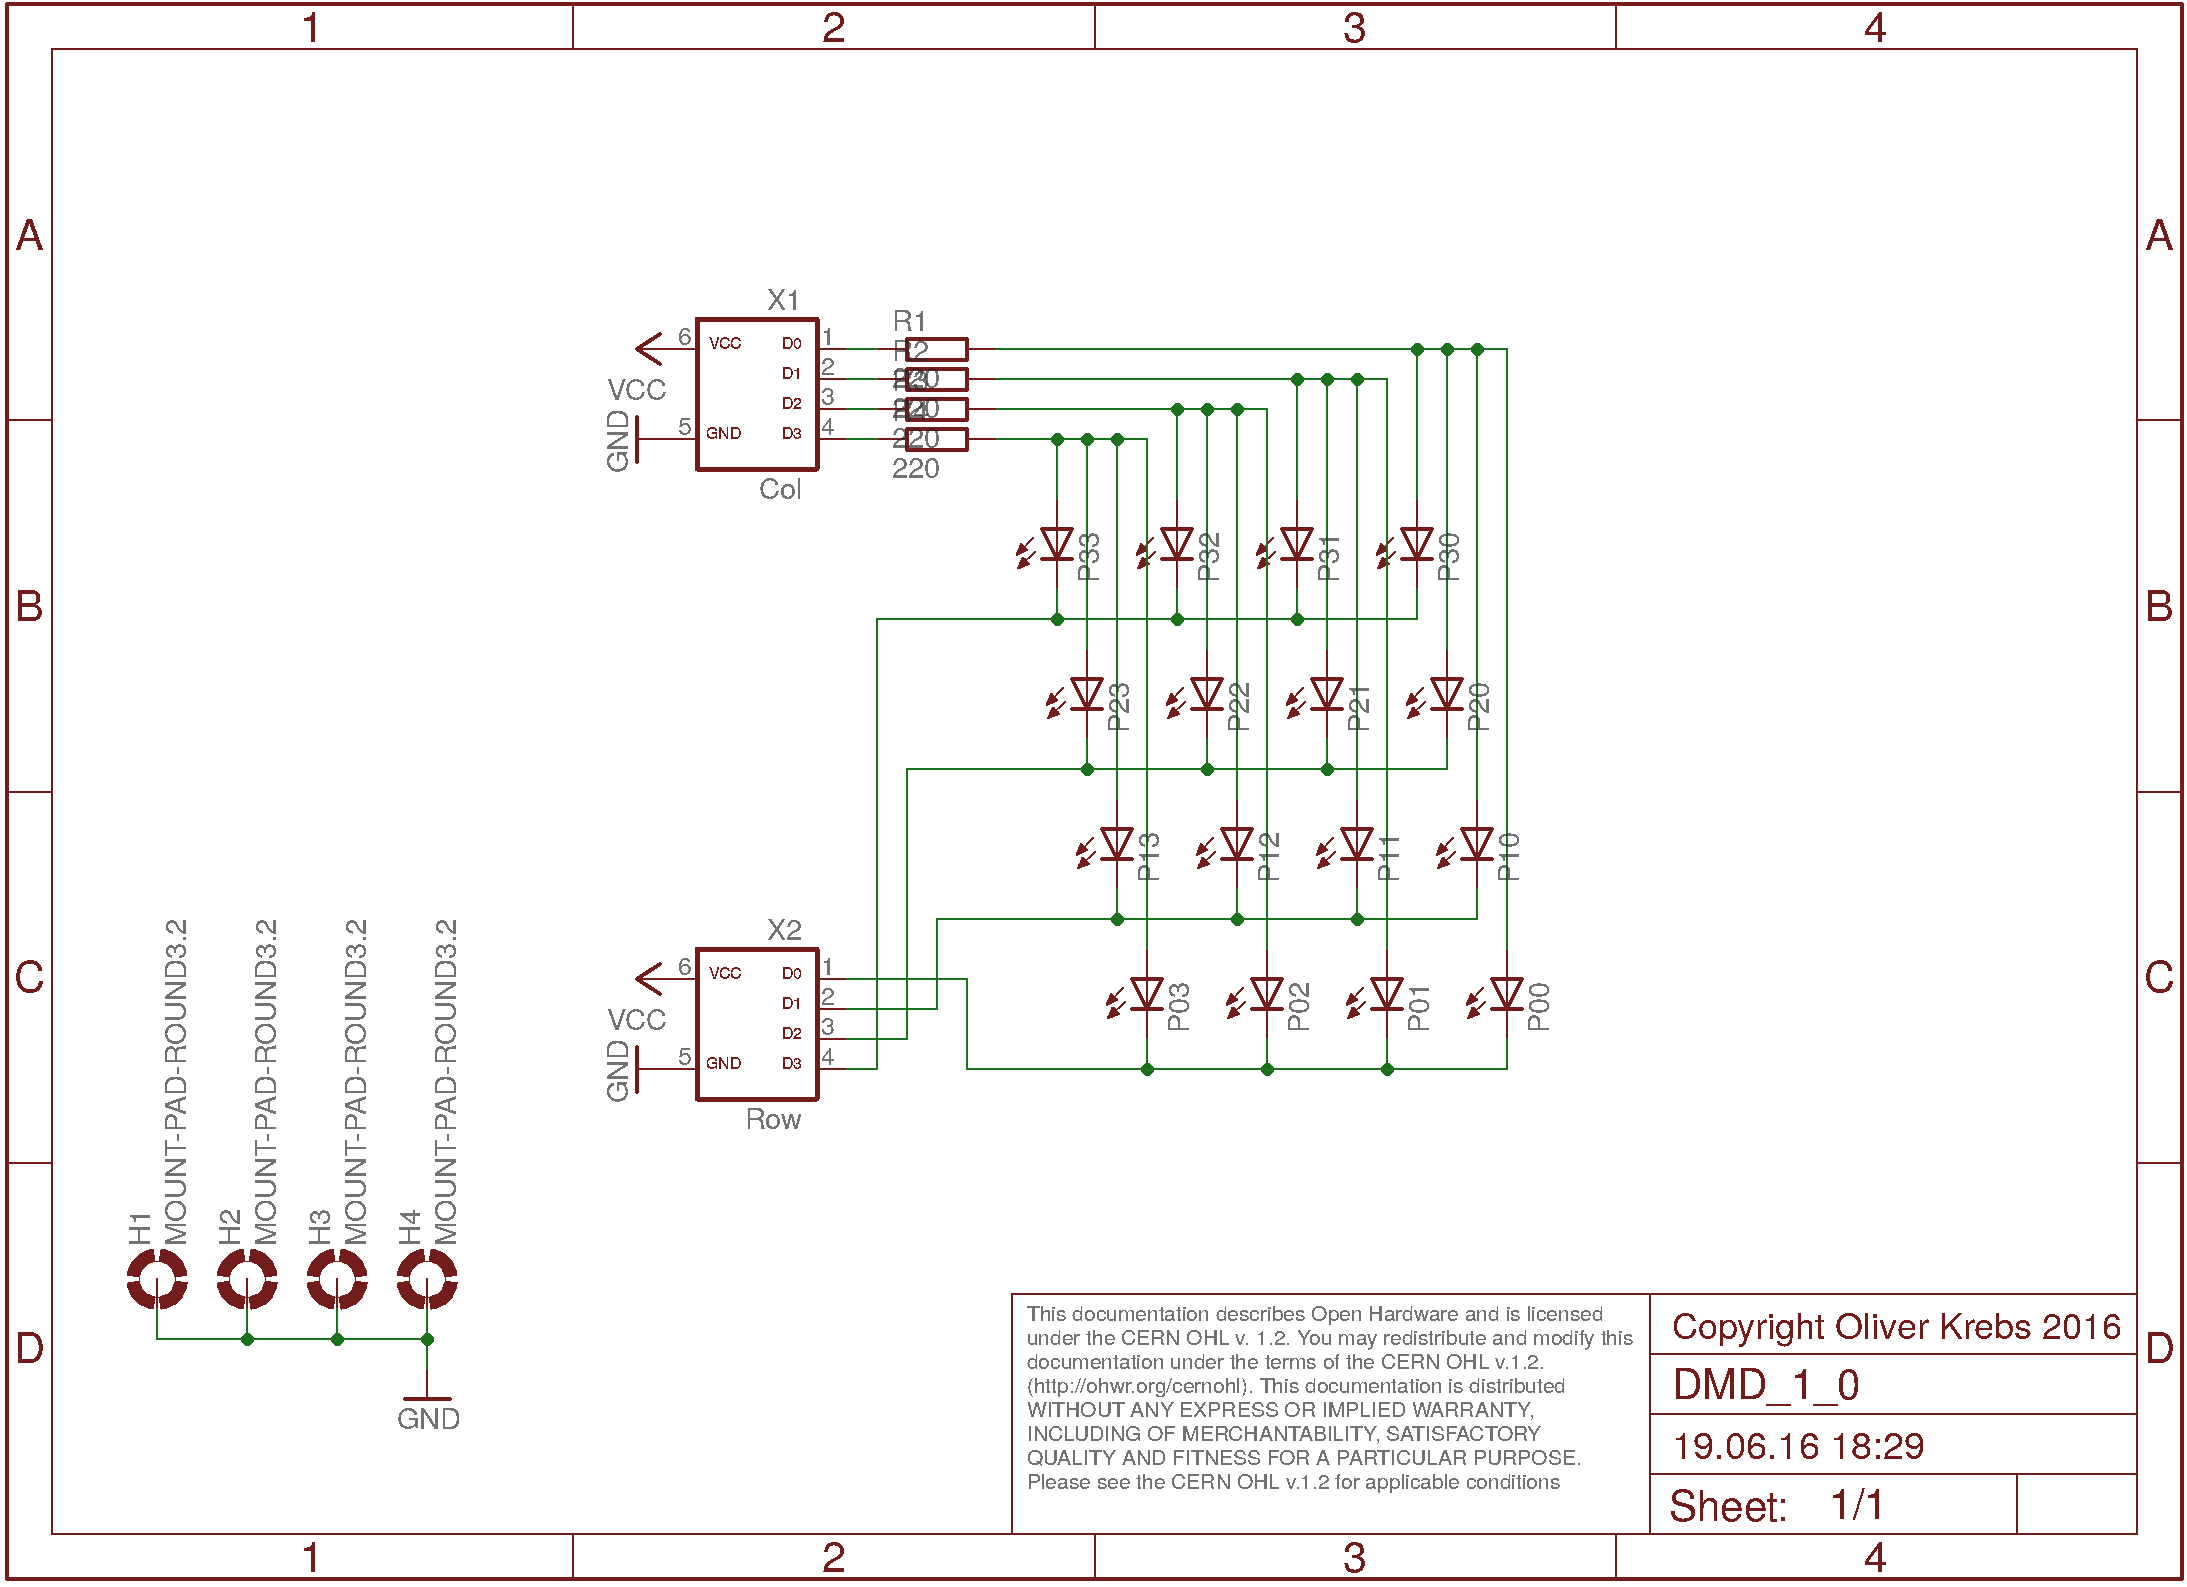 1 2 3 4
A A
X1
R1
6 VCC D0 1
R2
D1 2
VCC
D2 3
220
GND
5 GND D3 4
220
220
Col
P33 P32 P31 P30
B B
P23 P22 P21 P20
P13 P12 P11 P10
X2
6 VCC D0 1
C C
D1 2
P03 P02 P01 P00
VCC
D2 3
GND
5 GND D3 4
Row
H1 MOUNT-PAD-ROUND3.2
H2 MOUNT-PAD-ROUND3.2
H3 MOUNT-PAD-ROUND3.2
H4 MOUNT-PAD-ROUND3.2
GND
D D
This documentation describes Open Hardware and is licensed
under the CERN OHL v. 1.2. You may redistribute and modify this
documentation under the terms of the CERN OHL v.1.2.
(http://ohwr.org/cernohl). This documentation is distributed
WITHOUT ANY EXPRESS OR IMPLIED WARRANTY,
INCLUDING OF MERCHANTABILITY, SATISFACTORY
QUALITY AND FITNESS FOR A PARTICULAR PURPOSE.
Please see the CERN OHL v.1.2 for applicable conditions
Copyright Oliver Krebs 2016
DMD_1_0
19.06.16 18:29
Sheet: 1/1
1 2 3 4